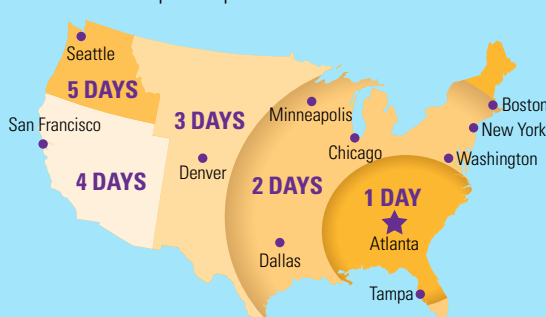 Seattle
5 DAYS
San Francisco
4 DAYS
3 DAYS
Denver
Minneapolis
Chicago
2 DAYS
Dallas
1 DAY
Atlanta
Tampa
Boston
New York
Washington